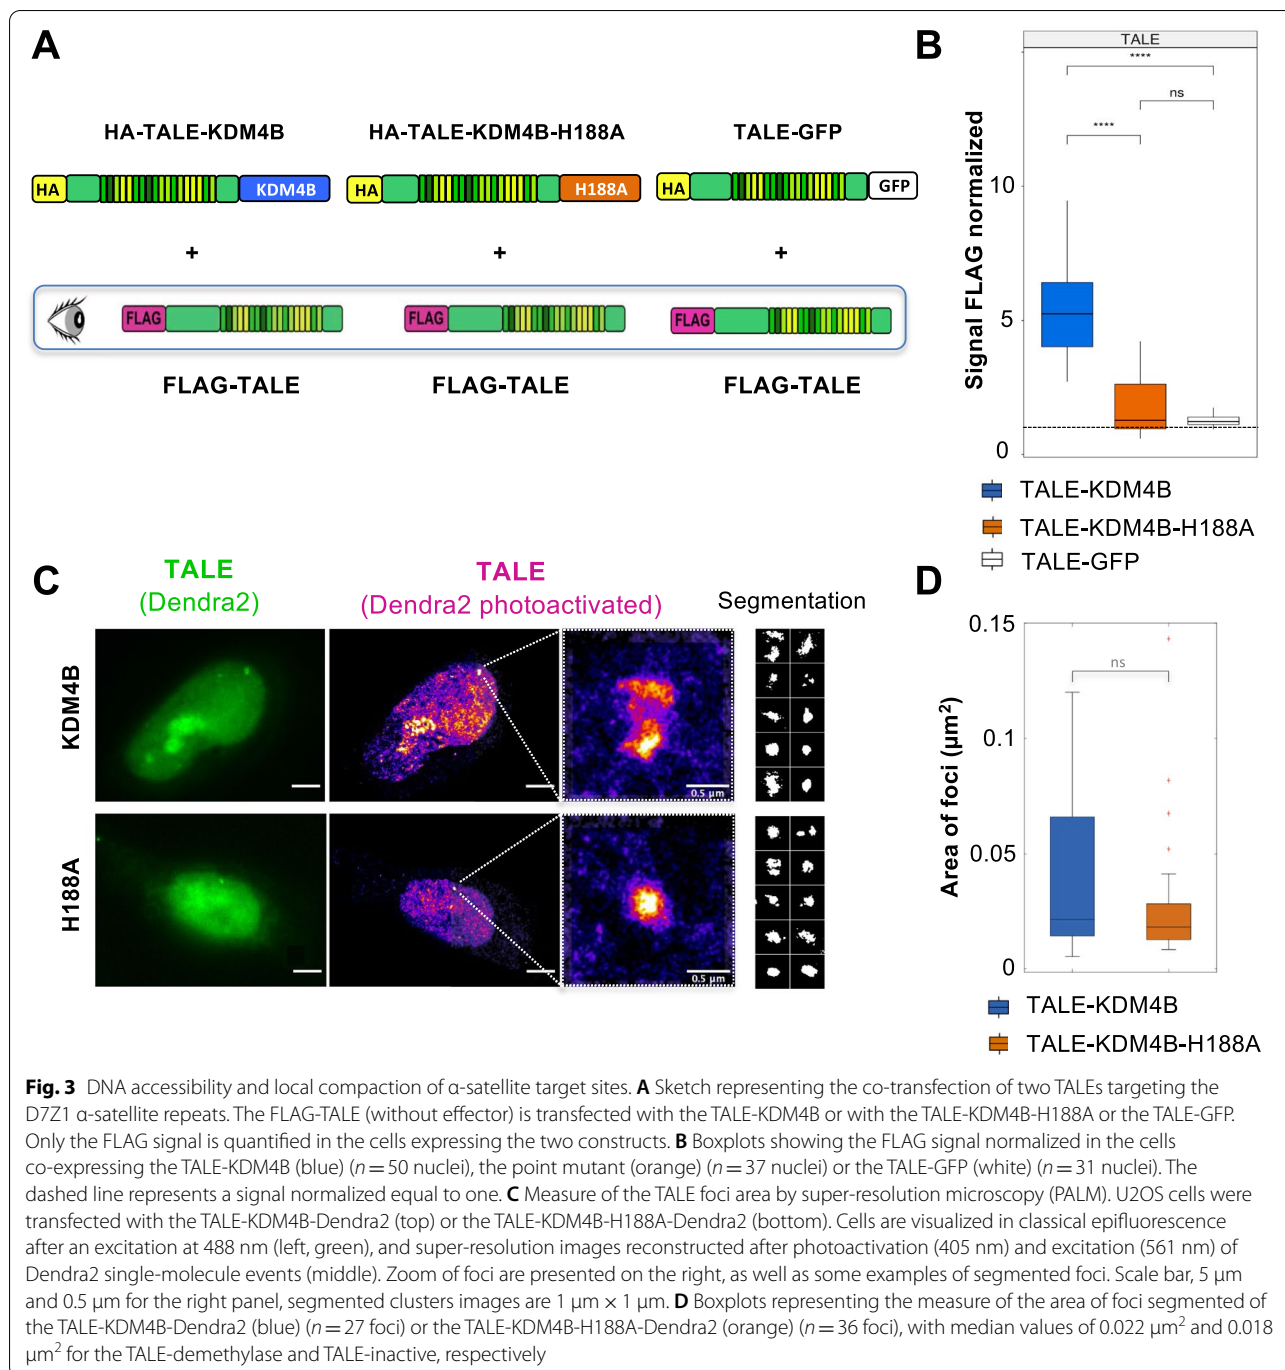 A
HA-TALE-KDM4B
HA-TALE-KDM4B-H188A
TALE-GFP
HA
KDM4B
HA
H188A
HA
GFP
+
+
+
FLAG
FLAG
FLAG
FLAG-TALE
FLAG-TALE
FLAG-TALE
B
TALE
****
ns
****
Signal FLAG normalized
10
5
0
TALE-KDM4B
TALE-KDM4B-H188A
TALE-GFP
C
TALE
(Dendra2)
TALE
(Dendra2 photoactivated)
Segmentation
KDM4B
0.5 μm
H188A
0.5 μm
D
Area of foci (μm²)
0.15
0.1
0.05
0
ns
TALE-KDM4B
TALE-KDM4B-H188A
Fig. 3 DNA accessibility and local compaction of α-satellite target sites. A Sketch representing the co-transfection of two TALEs targeting the
D7Z1 α-satellite repeats. The FLAG-TALE (without effector) is transfected with the TALE-KDM4B or with the TALE-KDM4B-H188A or the TALE-GFP.
Only the FLAG signal is quantified in the cells expressing the two constructs. B Boxplots showing the FLAG signal normalized in the cells
co-expressing the TALE-KDM4B (blue) (n = 50 nuclei), the point mutant (orange) (n = 37 nuclei) or the TALE-GFP (white) (n = 31 nuclei). The
dashed line represents a signal normalized equal to one. C Measure of the TALE foci area by super-resolution microscopy (PALM). U2OS cells were
transfected with the TALE-KDM4B-Dendra2 (top) or the TALE-KDM4B-H188A-Dendra2 (bottom). Cells are visualized in classical epifluorescence
after an excitation at 488 nm (left, green), and super-resolution images reconstructed after photoactivation (405 nm) and excitation (561 nm) of
Dendra2 single-molecule events (middle). Zoom of foci are presented on the right, as well as some examples of segmented foci. Scale bar, 5 μm
and 0.5 μm for the right panel, segmented clusters images are 1 μm × 1 μm. D Boxplots representing the measure of the area of foci segmented of
the TALE-KDM4B-Dendra2 (blue) (n = 27 foci) or the TALE-KDM4B-H188A-Dendra2 (orange) (n = 36 foci), with median values of 0.022 μm² and 0.018
μm² for the TALE-demethylase and TALE-inactive, respectively